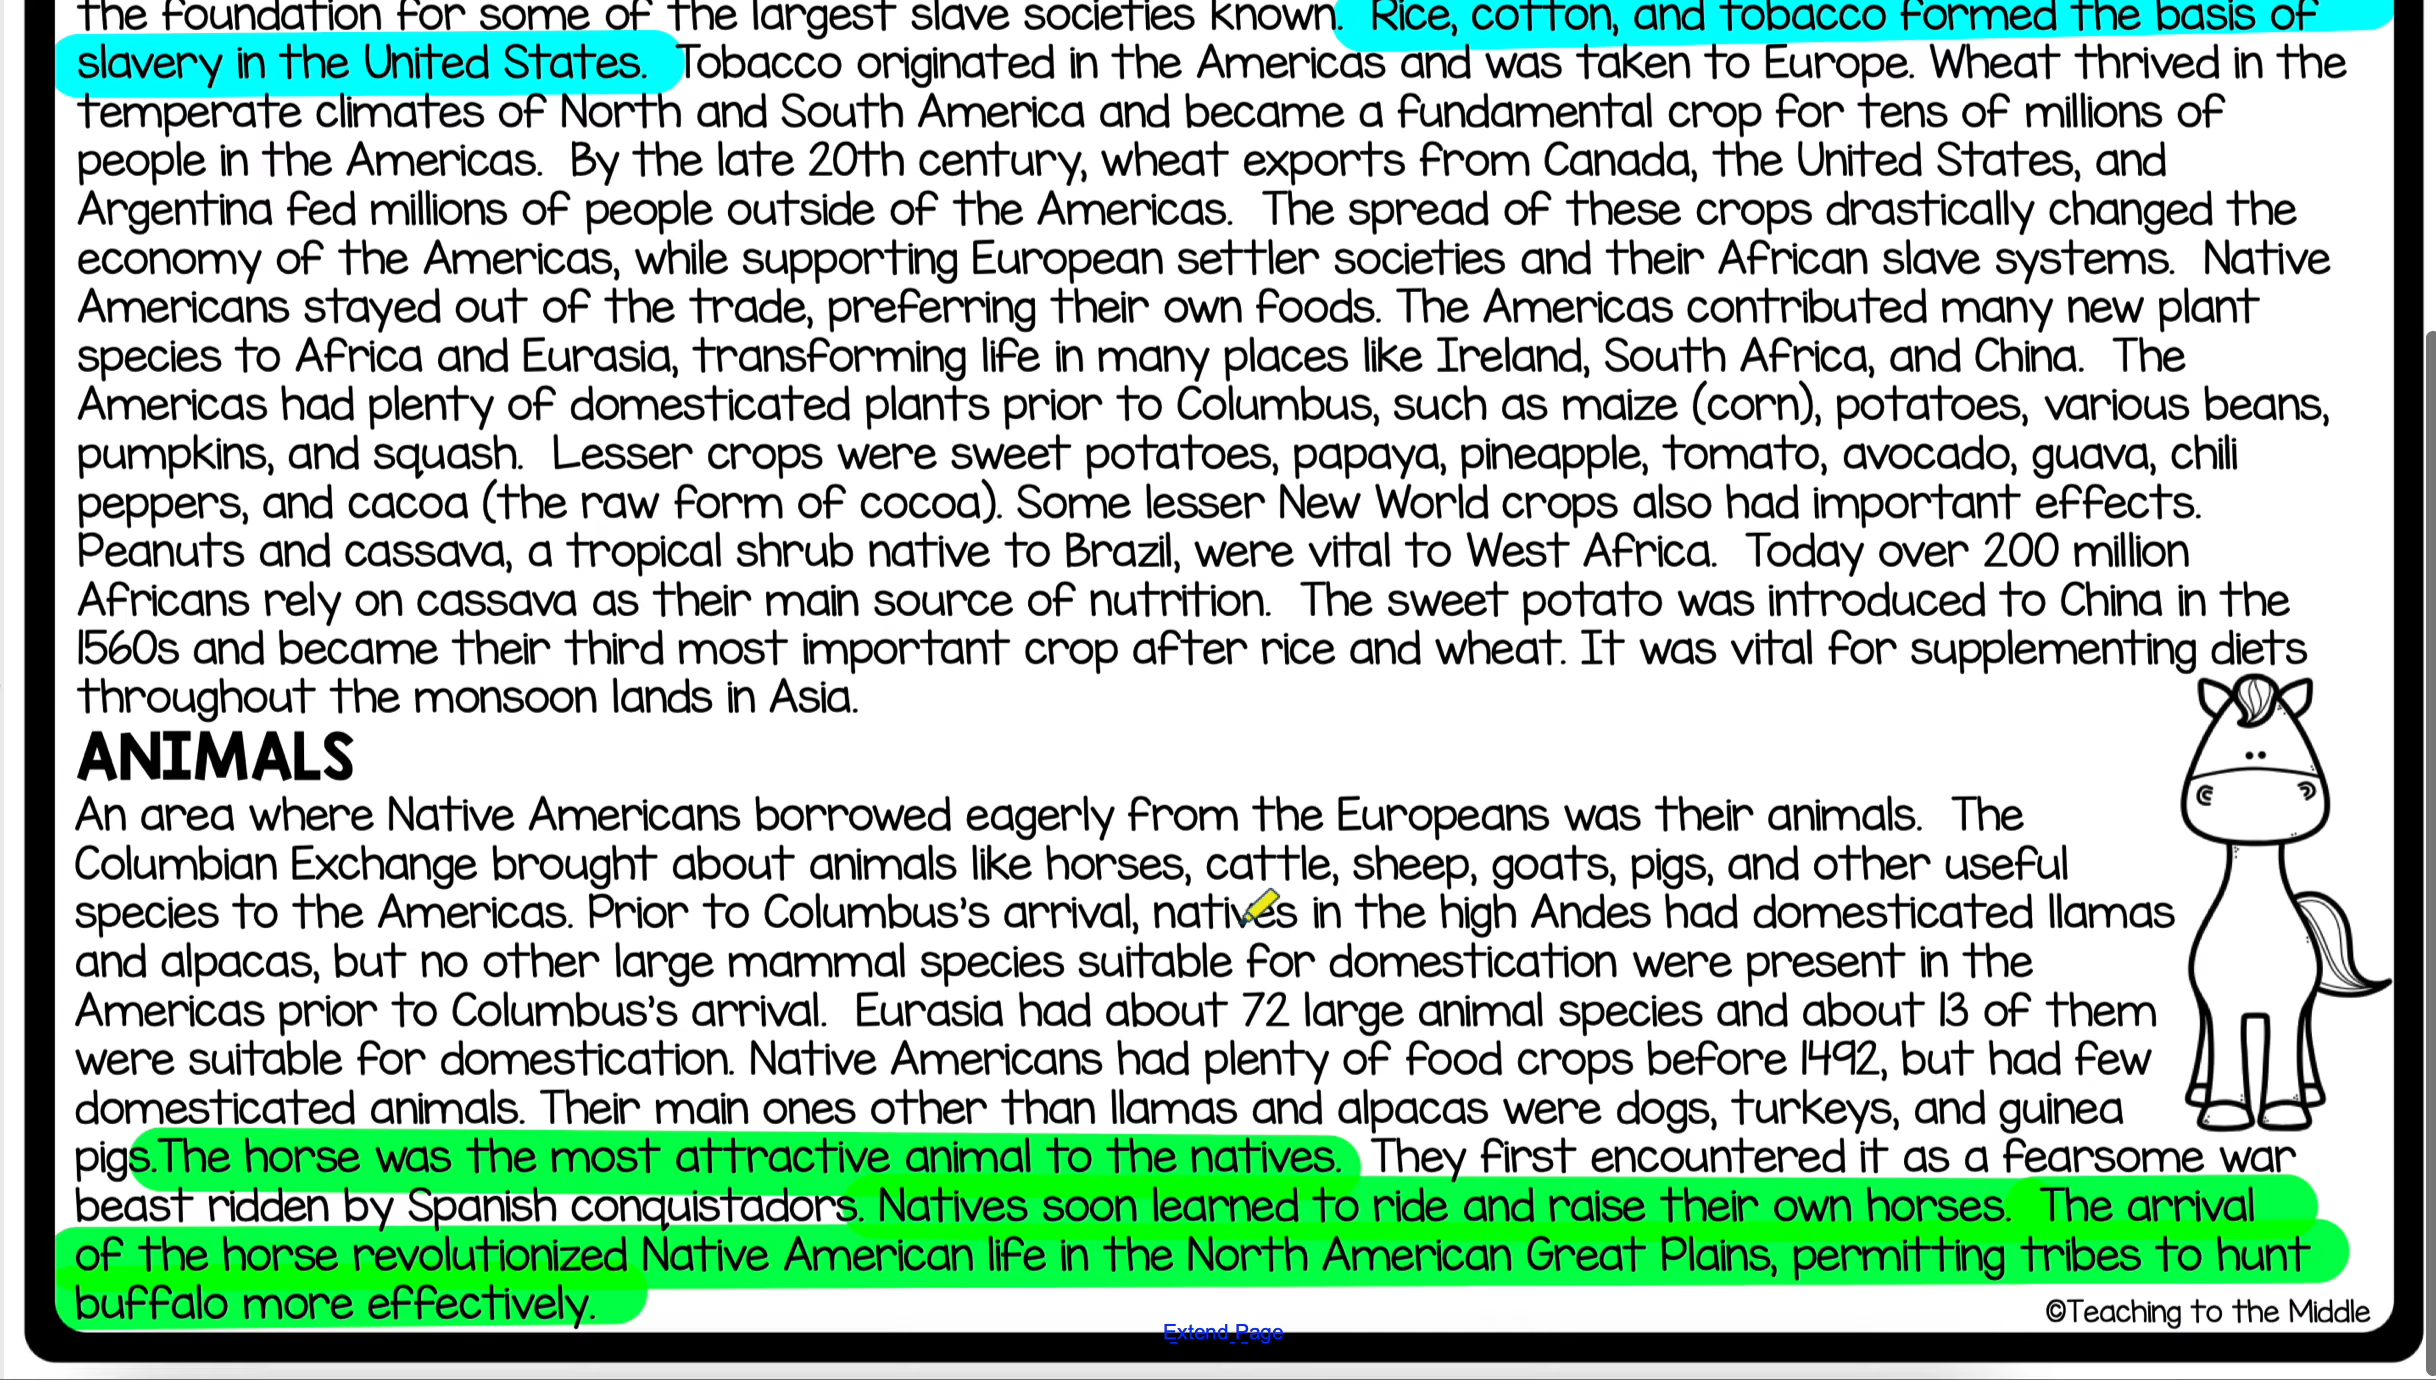 the foundation for some of the largest slave societies known. Rice, cotton, and tobacco formed the basis of
slavery in the United States. Tobacco originated in the Americas and was taken to Europe. Wheat thrived in the
temperate climates of North and South America and became a fundamental crop for tens of millions of
people in the Americas. By the late 20th century, wheat exports from Canada, the United States, and
Argentina fed millions of people outside of the Americas. The spread of these crops drastically changed the
economy of the Americas, while supporting European settler societies and their African slave systems. Native
Americans stayed out of the trade, preferring their own foods. The Americas contributed many new plant
species to Africa and Eurasia, transforming life in many places like Ireland, South Africa, and China. The
Americas had plenty of domesticated plants prior to Columbus, such as maize (corn), potatoes, various beans,
pumpkins, and squash. Lesser crops were sweet potatoes, papaya, pineapple, tomato, avocado, guava, chili
peppers, and cacoa (the raw form of cocoa). Some lesser New World crops also had important effects.
Peanuts and cassava, a tropical shrub native to Brazil, were vital to West Africa. Today over 200 million
Africans rely on cassava as their main source of nutrition. The sweet potato was introduced to China in the
1560s and became their third most important crop after rice and wheat. It was vital for supplementing diets
throughout the monsoon lands in Asia.
ANIMALS
An area where Native Americans borrowed eagerly from the Europeans was their animals. The
Columbian Exchange brought about animals like horses, cattle, sheep, goats, pigs, and other useful
species to the Americas. Prior to Columbus's arrival, natives in the high Andes had domesticated llamas
and alpacas, but no other large mammal species suitable for domestication were present in the
Americas prior to Columbus's arrival. Eurasia had about 72 large animal species and about 13 of them
were suitable for domestication. Native Americans had plenty of food crops before 1492, but had few
domesticated animals. Their main ones other than llamas and alpacas were dogs, turkeys, and guinea
pigs.The horse was the most attractive animal to the natives. They first encountered it as a fearsome war
beast ridden by Spanish conquistadors. Natives soon learned to ride and raise their own horses. The arrival
of the horse revolutionized Native American life in the North American Great Plains, permitting tribes to hunt
buffalo more effectively.
©Teaching to the Middle
Extend Page